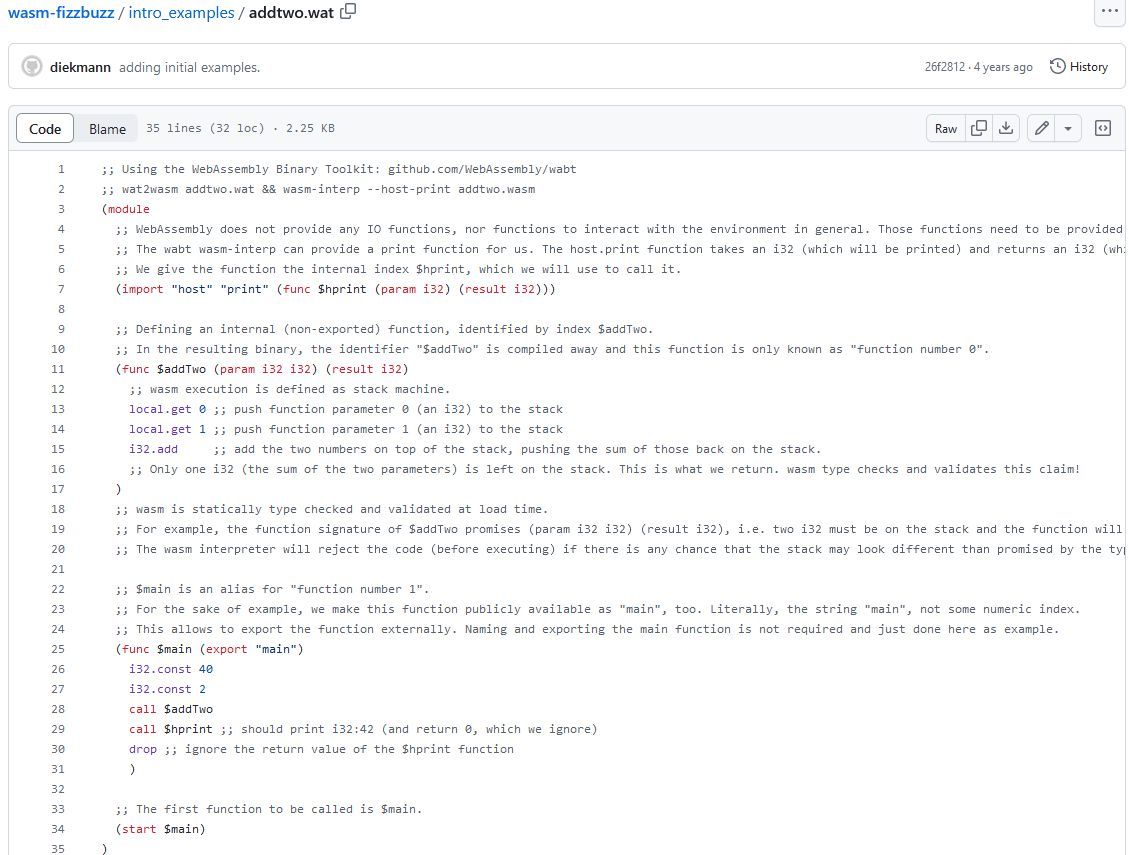 wasm-fizzbuzz / intro_examples / addtwo.wat
diekmann adding initial examples. 26f2812 · 4 years ago History
Code Blame 35 lines (32 loc) · 2.25 KB Raw
1 ;; Using the WebAssembly Binary Toolkit: github.com/WebAssembly/wabt
2 ;; wat2wasm addtwo.wat && wasm-interp --host-print addtwo.wasm
3 (module
4 ;; WebAssembly does not provide any IO functions, nor functions to interact with the environment in general. Those functions need to be provided
5 ;; The wabt wasm-interp can provide a print function for us. The host.print function takes an i32 (which will be printed) and returns an i32 (whi
6 ;; We give the function the internal index $hprint, which we will use to call it.
7 (import "host" "print" (func $hprint (param i32) (result i32)))
8
9 ;; Defining an internal (non-exported) function, identified by index $addTwo.
10 ;; In the resulting binary, the identifier "$addTwo" is compiled away and this function is only known as "function number 0".
11 (func $addTwo (param i32 i32) (result i32)
12 ;; wasm execution is defined as stack machine.
13 local.get 0 ;; push function parameter 0 (an i32) to the stack
14 local.get 1 ;; push function parameter 1 (an i32) to the stack
15 i32.add ;; add the two numbers on top of the stack, pushing the sum of those back on the stack.
16 ;; Only one i32 (the sum of the two parameters) is left on the stack. This is what we return. wasm type checks and validates this claim!
17 )
18 ;; wasm is statically type checked and validated at load time.
19 ;; For example, the function signature of $addTwo promises (param i32 i32) (result i32), i.e. two i32 must be on the stack and the function will
20 ;; The wasm interpreter will reject the code (before executing) if there is any chance that the stack may look different than promised by the typ
21
22 ;; $main is an alias for "function number 1".
23 ;; For the sake of example, we make this function publicly available as "main", too. Literally, the string "main", not some numeric index.
24 ;; This allows to export the function externally. Naming and exporting the main function is not required and just done here as example.
25 (func $main (export "main")
26 i32.const 40
27 i32.const 2
28 call $addTwo
29 call $hprint ;; should print i32:42 (and return 0, which we ignore)
30 drop ;; ignore the return value of the $hprint function
31 )
32
33 ;; The first function to be called is $main.
34 (start $main)
35 )